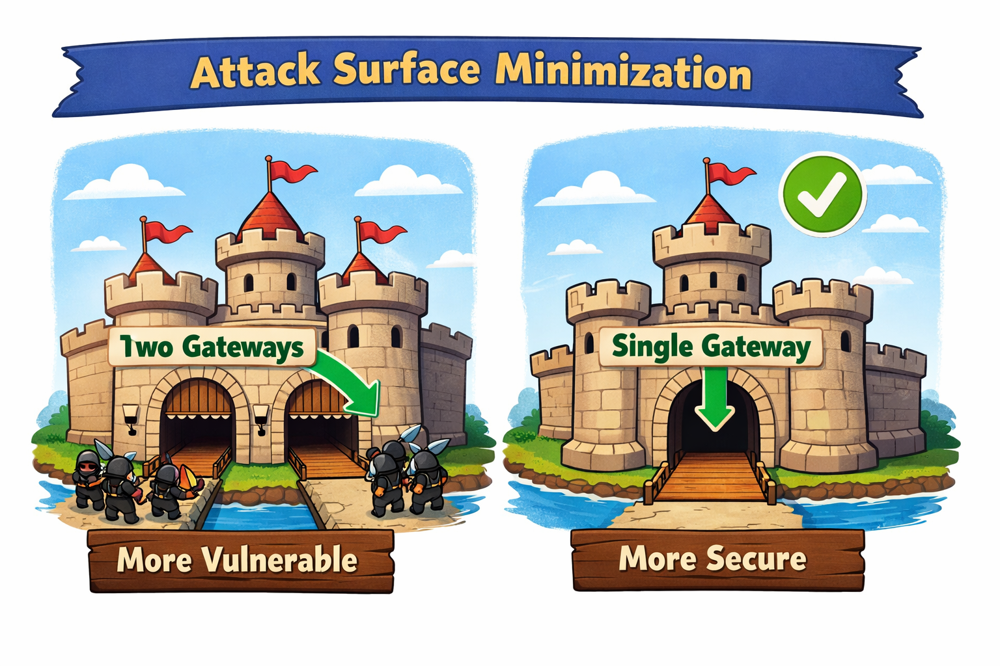 Attack Surface Minimization
Two Gateways
Single Gateway
More Vulnerable
More Secure